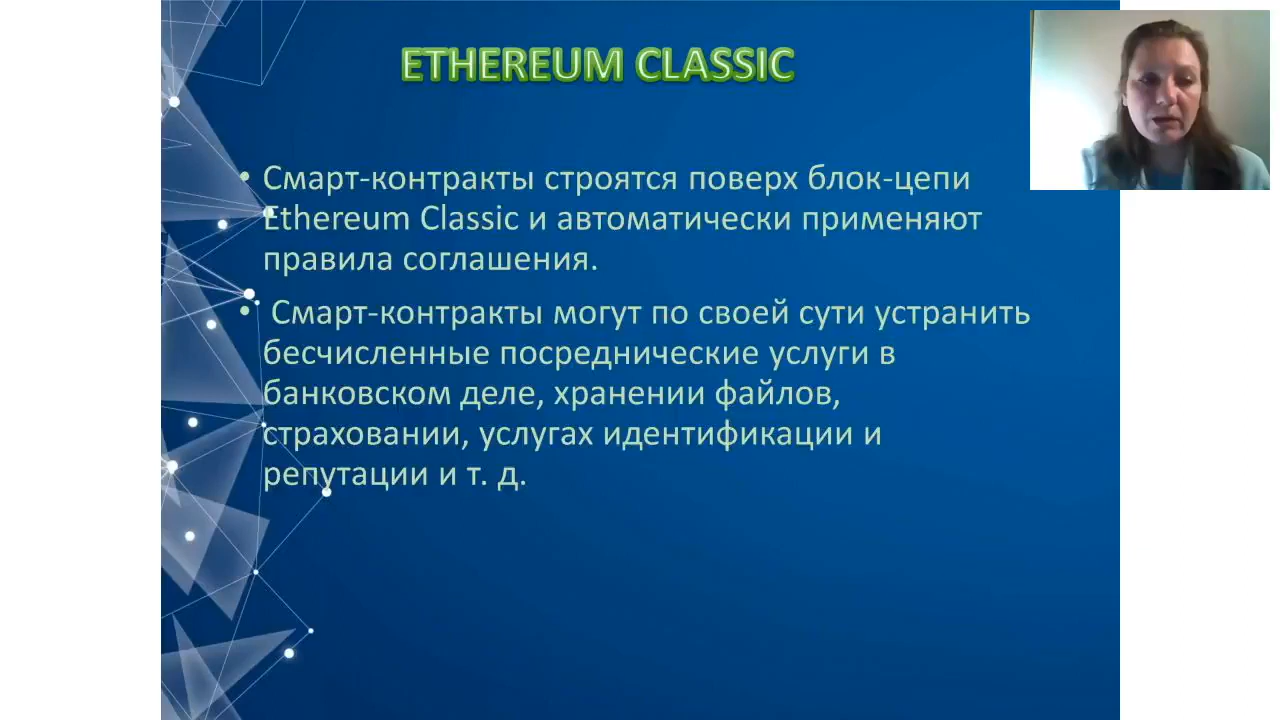 ETHEREUM CLASSIC
• Смарт-контракты строятся поверх блок-цепи
Ethereum Classic и автоматически применяют
правила соглашения.
• Смарт-контракты могут по своей сути устранить
бесчисленные посреднические услуги в
банковском деле, хранении файлов,
страховании, услугах идентификации и
репутации и т. д.